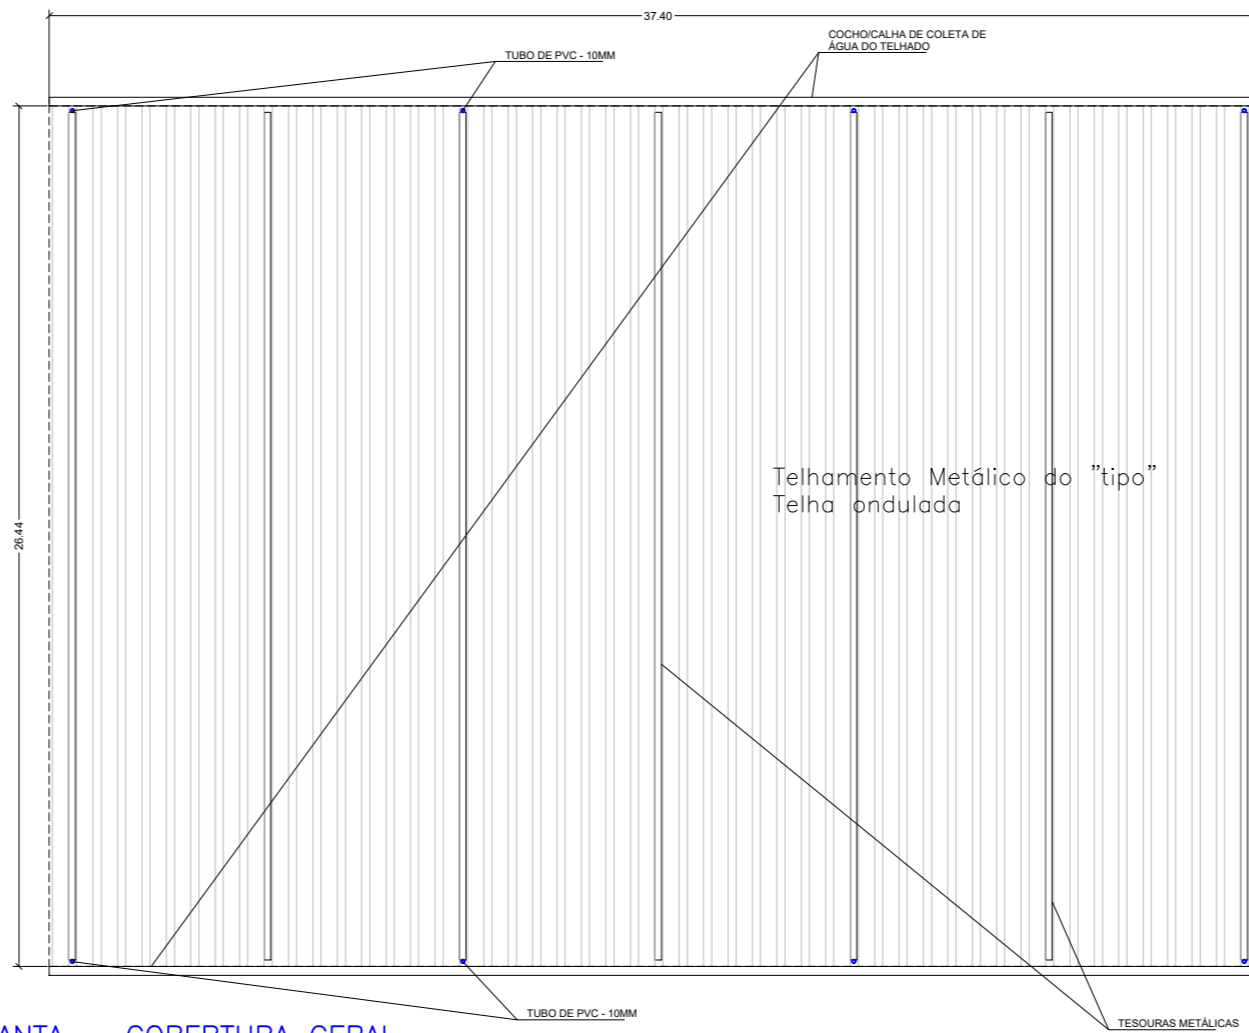 37.40
COCHO/CALHA DE COLETA DE
ÁGUA DO TELHADO
TUBO DE PVC - 10MM
Telhamento Metálico do "tipo"
Telha ondulada
26.44
TUBO DE PVC - 10MM
TESOURAS METÁLICAS
COBERTURA GERAL